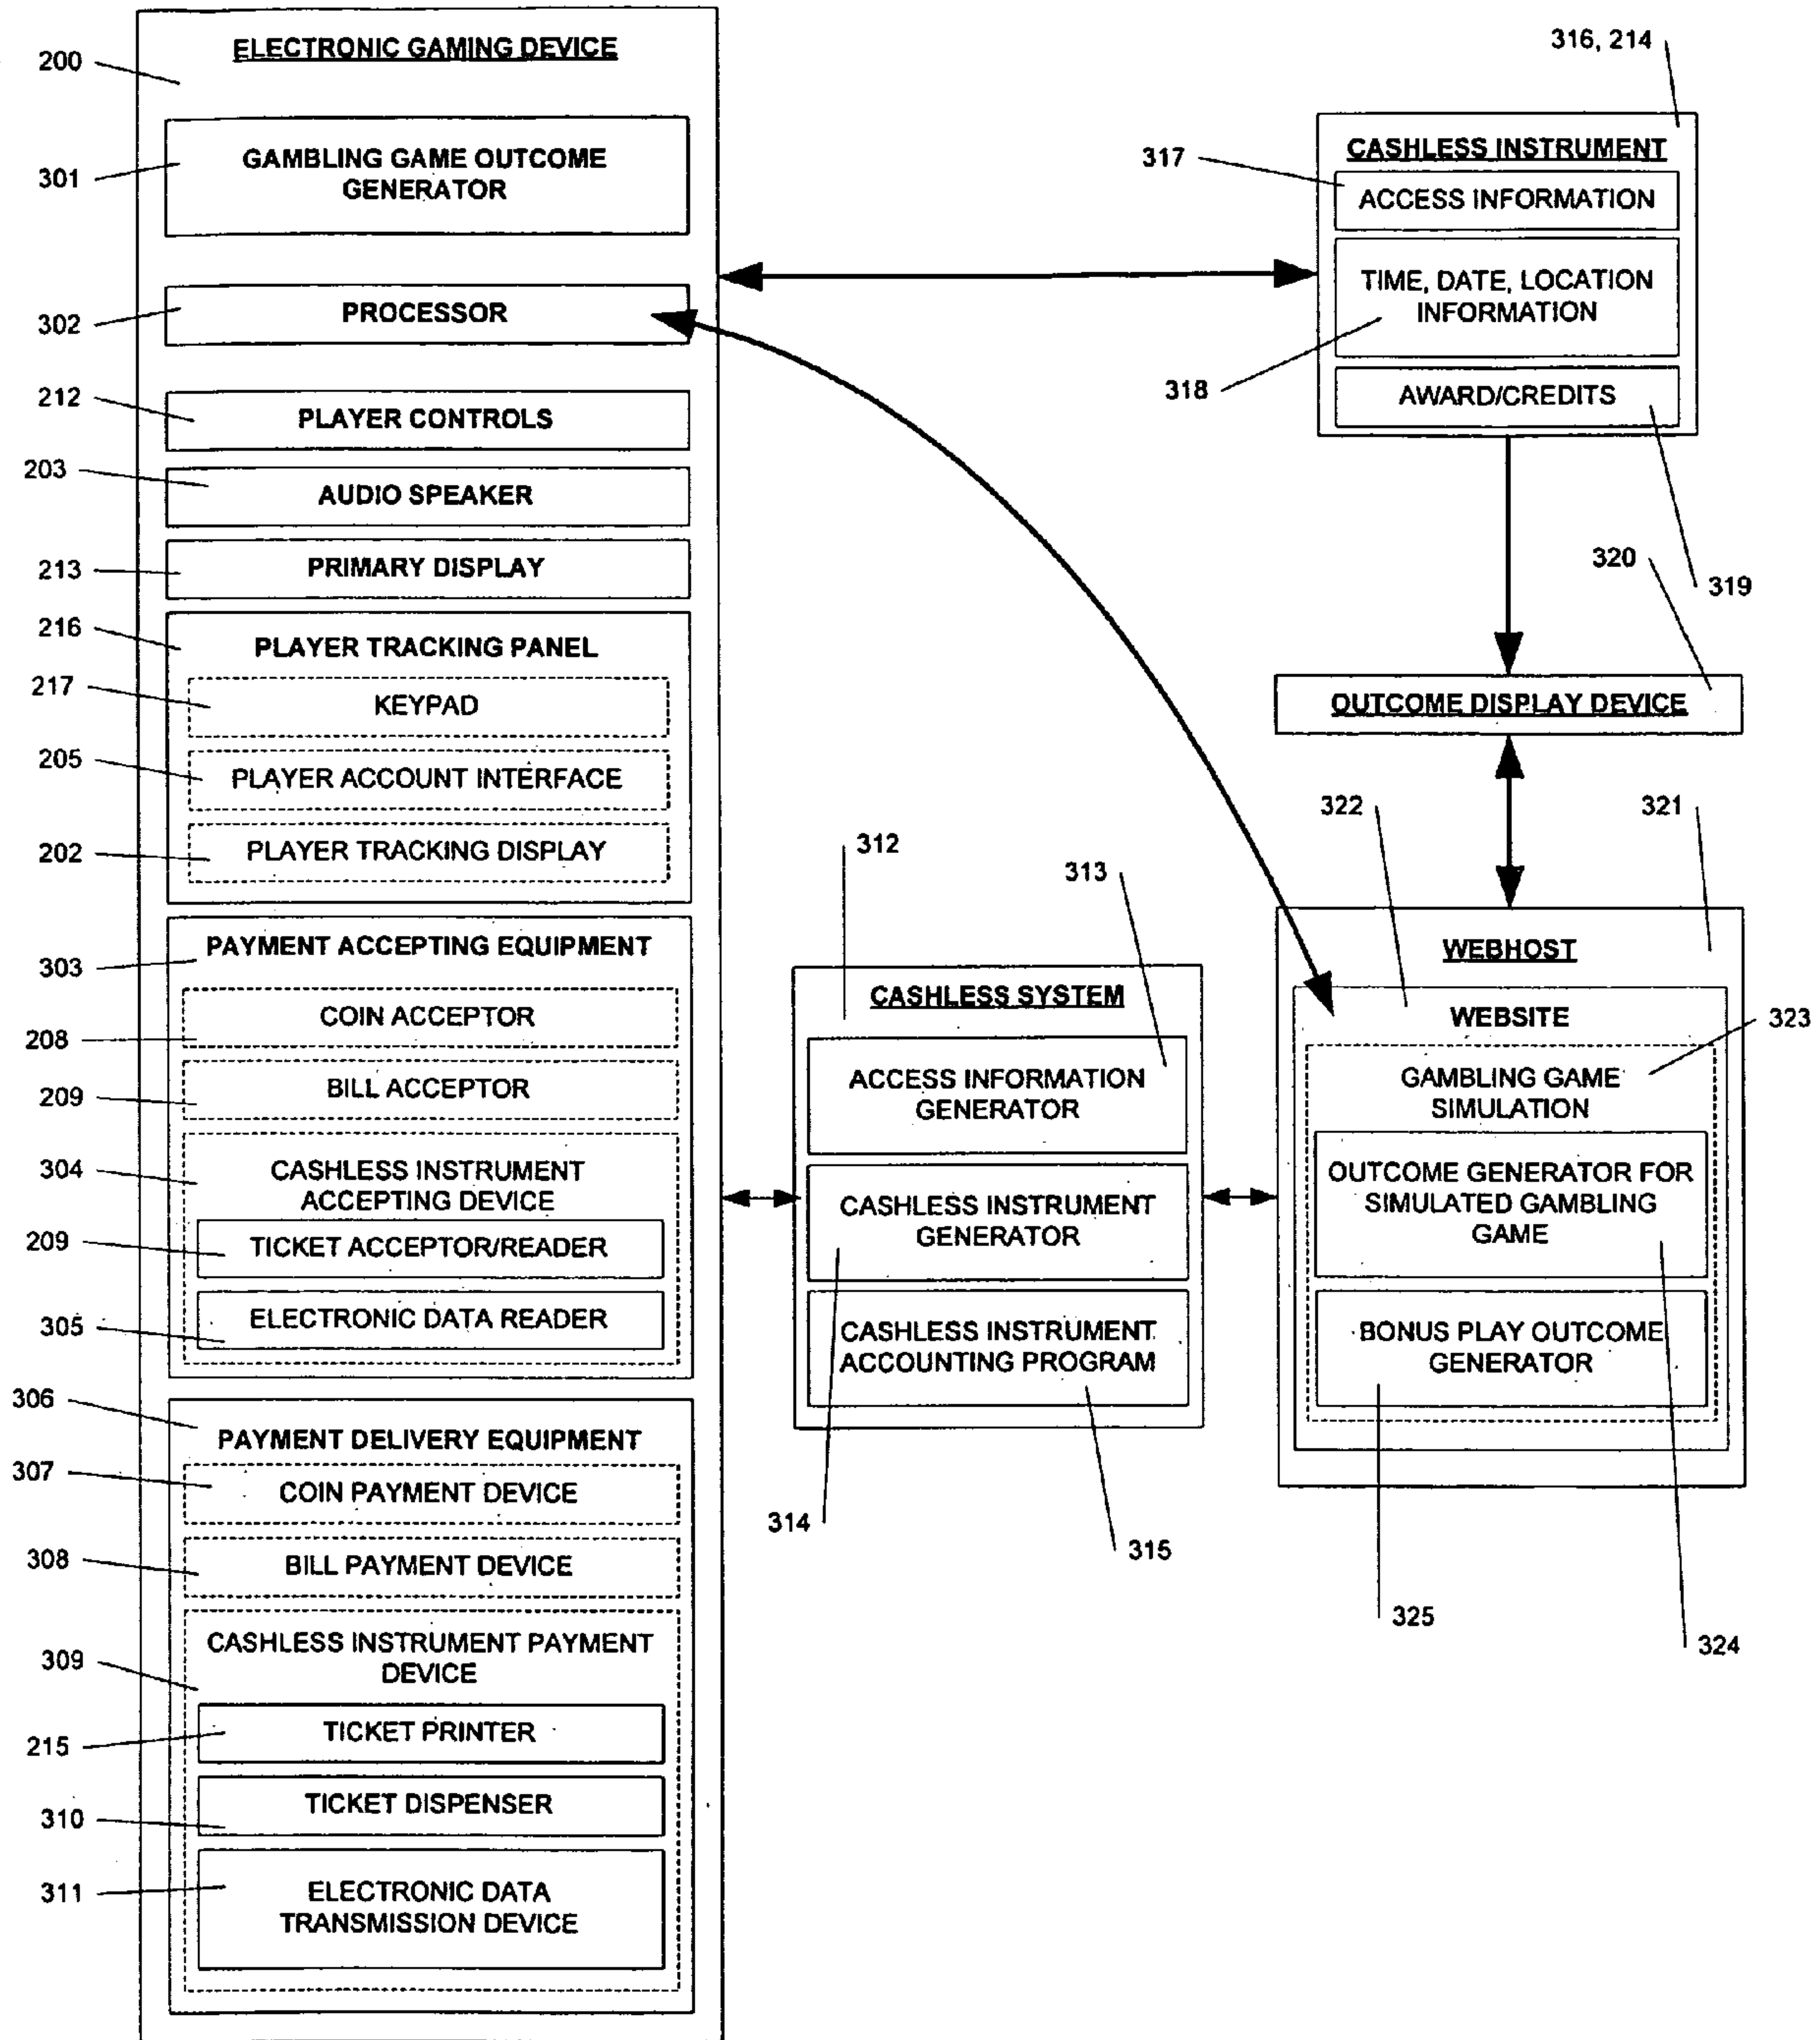 ELECTRONIC GAMING DEVICE
200
301
GAMBLING GAME OUTCOME
GENERATOR
302
PROCESSOR
212
PLAYER CONTROLS
203
AUDIO SPEAKER
213
PRIMARY DISPLAY
216
PLAYER TRACKING PANEL
217
KEYPAD
205
PLAYER ACCOUNT INTERFACE
202
PLAYER TRACKING DISPLAY
303
PAYMENT ACCEPTING EQUIPMENT
208
COIN ACCEPTOR
209
BILL ACCEPTOR
304
CASHLESS INSTRUMENT
ACCEPTING DEVICE
209
TICKET ACCEPTOR/READER
305
ELECTRONIC DATA READER
306
PAYMENT DELIVERY EQUIPMENT
307
COIN PAYMENT DEVICE
308
BILL PAYMENT DEVICE
309
CASHLESS INSTRUMENT PAYMENT
DEVICE
215
TICKET PRINTER
310
TICKET DISPENSER
311
ELECTRONIC DATA
TRANSMISSION DEVICE
316, 214
CASHLESS INSTRUMENT
317
ACCESS INFORMATION
TIME, DATE, LOCATION
INFORMATION
318
AWARD/CREDITS
319
320
OUTCOME DISPLAY DEVICE
312
313
CASHLESS SYSTEM
ACCESS INFORMATION
GENERATOR
CASHLESS INSTRUMENT
GENERATOR
CASHLESS INSTRUMENT
ACCOUNTING PROGRAM
314
315
322
321
WEBHOST
WEBSITE
323
GAMBLING GAME
SIMULATION
OUTCOME GENERATOR FOR
SIMULATED GAMBLING
GAME
BONUS PLAY OUTCOME
GENERATOR
325
324